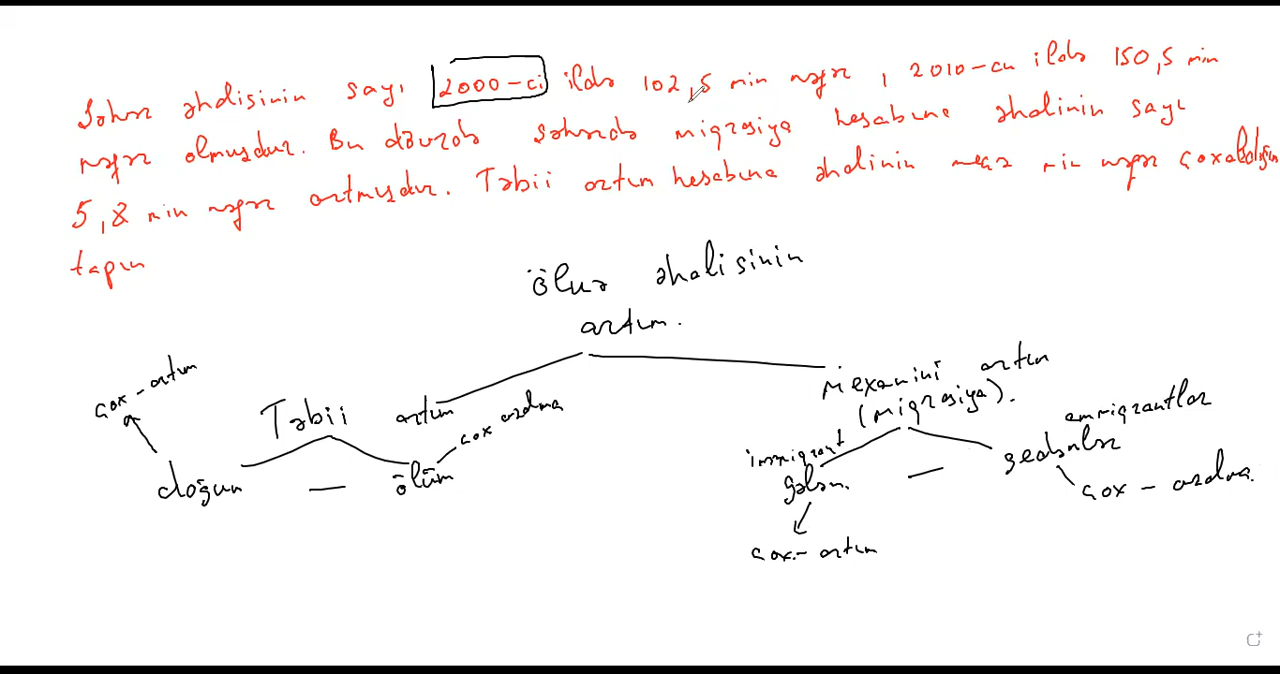 Şəhər əhalisinin sayı 2000-ci ildə 102,5 min nəfər, 2010-cu ildə 150,5 min
nəfər olmuşdur. Bu dövrdə şəhərdə miqrasiya hesabına əhalinin sayı
5,8 min nəfər artmışdır. Təbii artım hesabına əhalinin neçə min nəfər çoxaldığın
tapın
ölkə əhalisinin
artım.
Təbii artım
Mexaniki artım
(miqrasiya).
çox-artım
doğum — ölüm
çox azalma
immiqrant
gələn. — gedənlər
emmiqrantlar
çox-artım
çox - azalma.